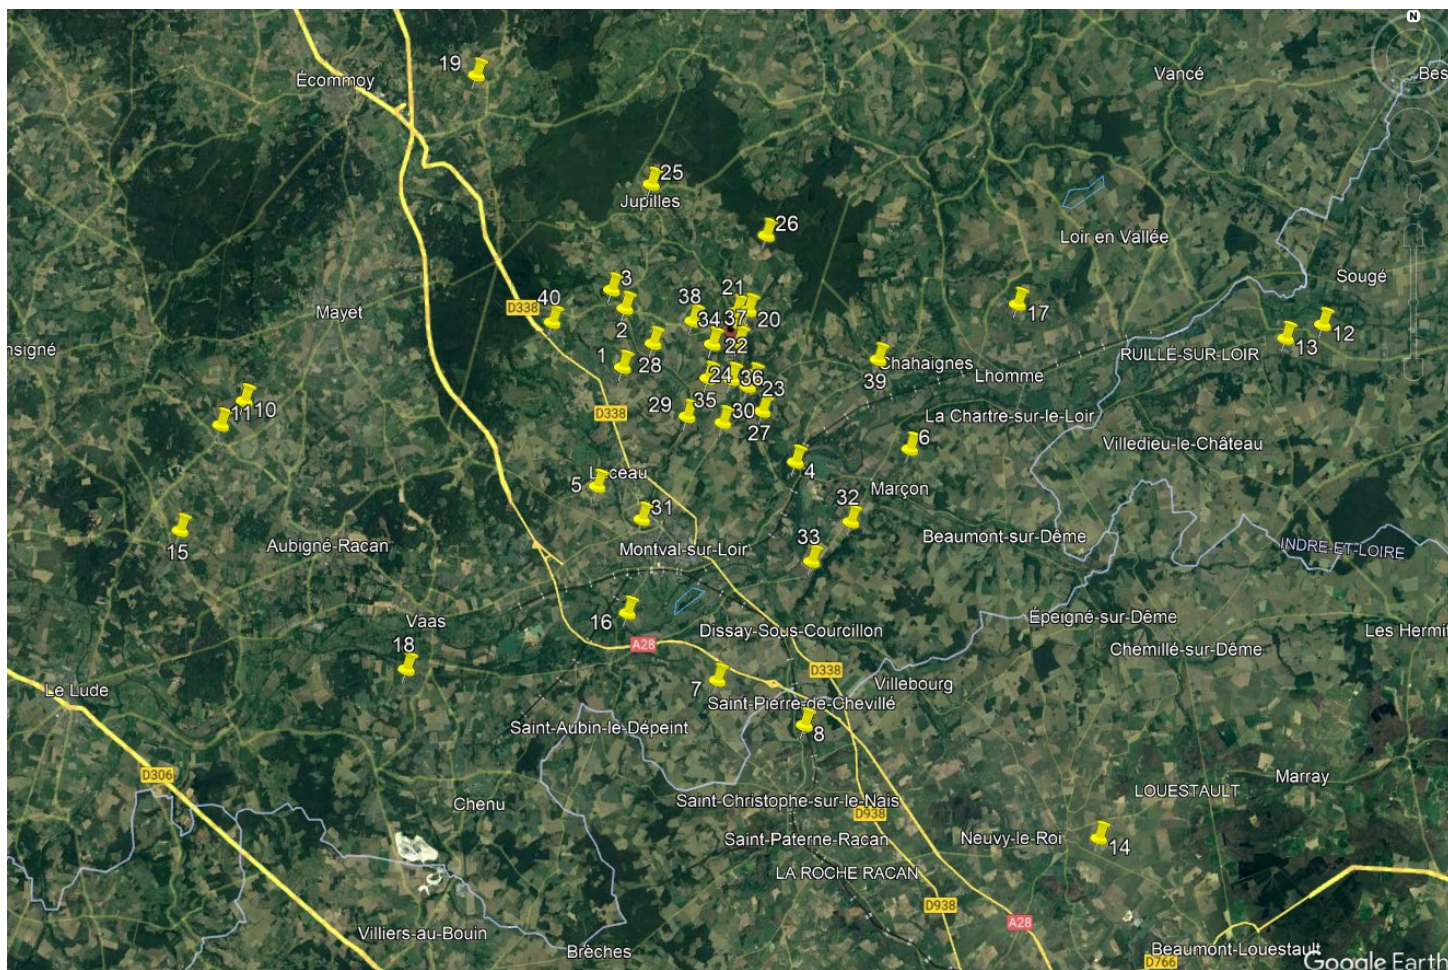 N
Écommoy
19
Vancé
Bes
25
Jupilles
26
Loir en Vallée
Sougé
3
38
21
40
D338
Mayet
2
34
37
20
17
12
13
nsigné
1
28
22
39
Chahaignes
RUILLÉ-SUR-LOIR
Lhomme
11
10
24
36
23
29
35
30
27
D338
La Chartre-sur-le-Loir
6
Villedieu-le-Château
4
5
Marçon
32
31
33
15
Aubigné-Racan
Montval-sur-Loir
Beaumont-sur-Dême
INDRE-ET-LOIRE
16
Vaas
Dissay-Sous-Courcillon
Épeigné-sur-Dême
Les Hermit
A28
Chemillé-sur-Dême
18
D338
7
Villebourg
Le Lude
Saint-Pierre-de-Chevillé
Saint-Aubin-le-Dépeint
8
D306
Marray
LOUESTAULT
Chenu
Saint-Christophe-sur-le-Nais
D938
Saint-Paterne-Racan
Neuvy-le-Roi
14
LA ROCHE RACAN
D938
A28
Villiers-au-Bouin
Brèches
Beaumont-Louestault
D766
Google Earth